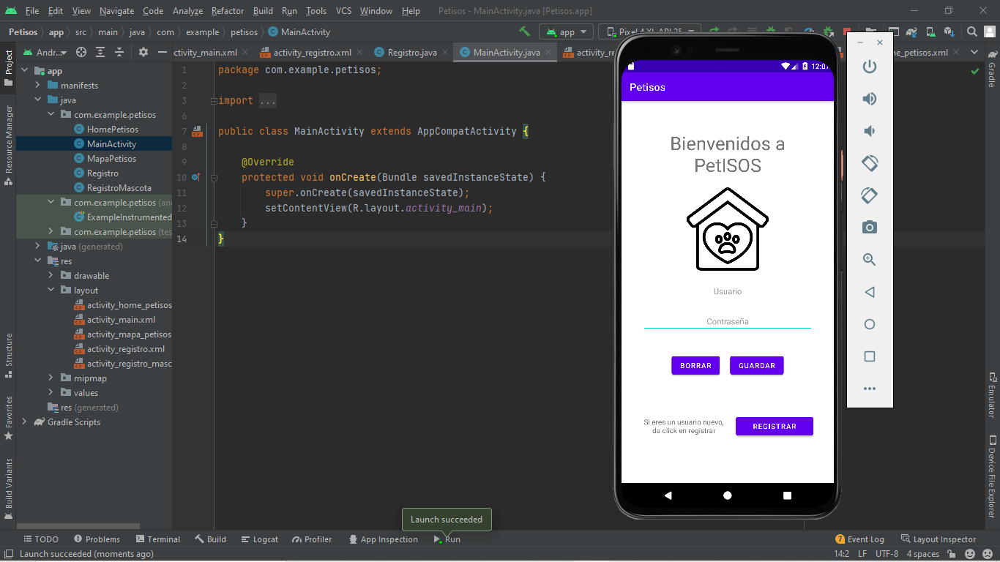 File Edit View Navigate Code Analyze Refactor Build Run Tools VCS Window Help Petisos - MainActivity.java [Petisos.app]
Petisos app src main java com example petisos MainActivity
app
Pixel 4 XL API 25
Project
Andr...
ctivity_main.xml
activity_registro.xml
Registro.java
MainActivity.java
activity_re
me_petisos.xml
Gradle
Resource Manager
Structure
Favorites
Build Variants
app
manifests
java
com.example.petisos
HomePetisos
MainActivity
MapaPetisos
Registro
RegistroMascota
com.example.petisos (an
ExampleInstrumented
com.example.petisos (tes
java (generated)
res
drawable
layout
activity_home_petisos
activity_main.xml
activity_mapa_petisos
activity_registro.xml
activity_registro_masc
mipmap
values
res (generated)
Gradle Scripts
1 package com.example.petisos;
2
3 import ...
6
7 public class MainActivity extends AppCompatActivity {
8
9 @Override
10 protected void onCreate(Bundle savedInstanceState) {
11 super.onCreate(savedInstanceState);
12 setContentView(R.layout.activity_main);
13 }
14 }
12:07
Petisos
Bienvenidos a
PetISOS
Usuario
Contraseña
BORRAR GUARDAR
Si eres un usuario nuevo,
da click en registrar
REGISTRAR
Emulator
Device File Explorer
Launch succeeded
TODO Problems Terminal Build Logcat Profiler App Inspection Run
7 Event Log Layout Inspector
Launch succeeded (moments ago)
14:2 LF UTF-8 4 spaces